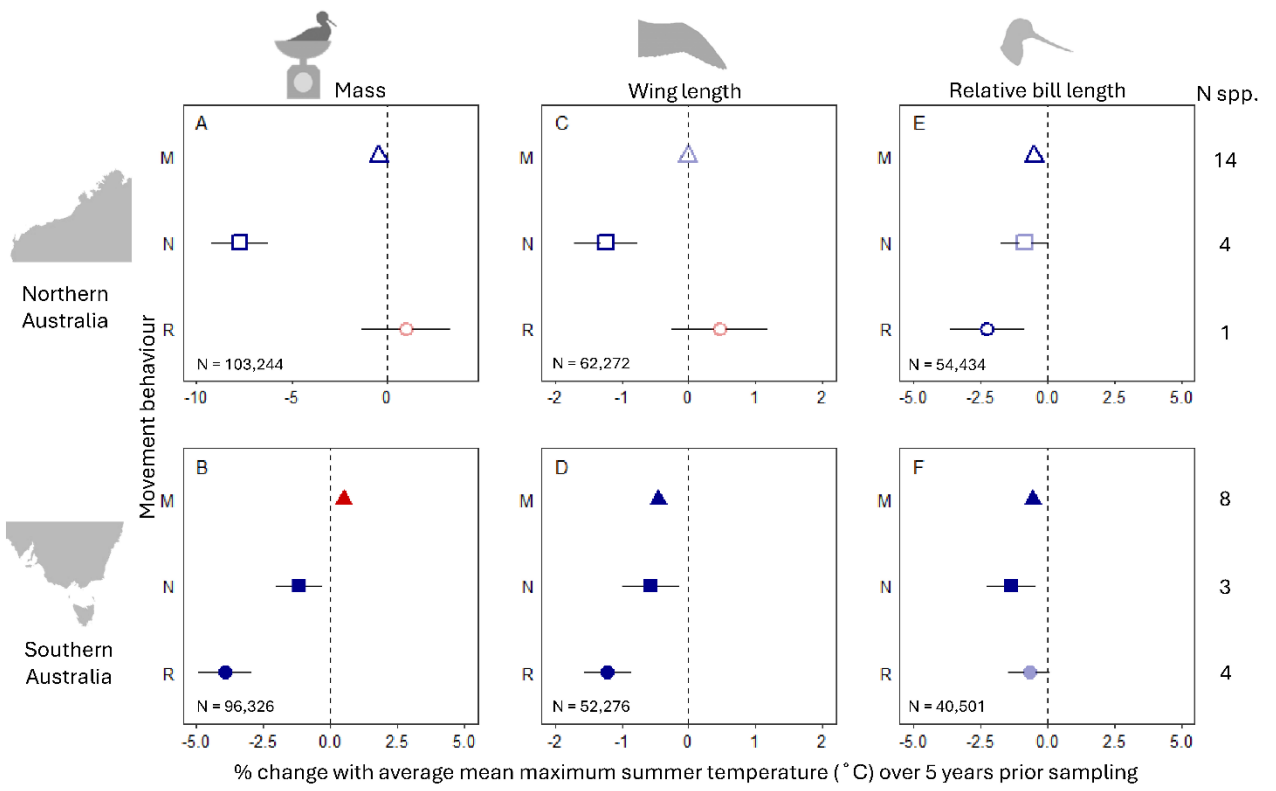 Mass
Wing length
Relative bill length
N spp.
A
M
N
R
N = 103,244
-10
-5
0
C
M
N
R
N = 62,272
-2
-1
0
1
2
E
M
N
R
N = 54,434
-5.0
-2.5
0.0
2.5
5.0
14
4
1
Northern
Australia
Movement behaviour
B
M
N
R
N = 96,326
-5.0
-2.5
0.0
2.5
5.0
D
M
N
R
N = 52,276
-2
-1
0
1
2
F
M
N
R
N = 40,501
-5.0
-2.5
0.0
2.5
5.0
8
3
4
Southern
Australia
% change with average mean maximum summer temperature (˚C) over 5 years prior sampling